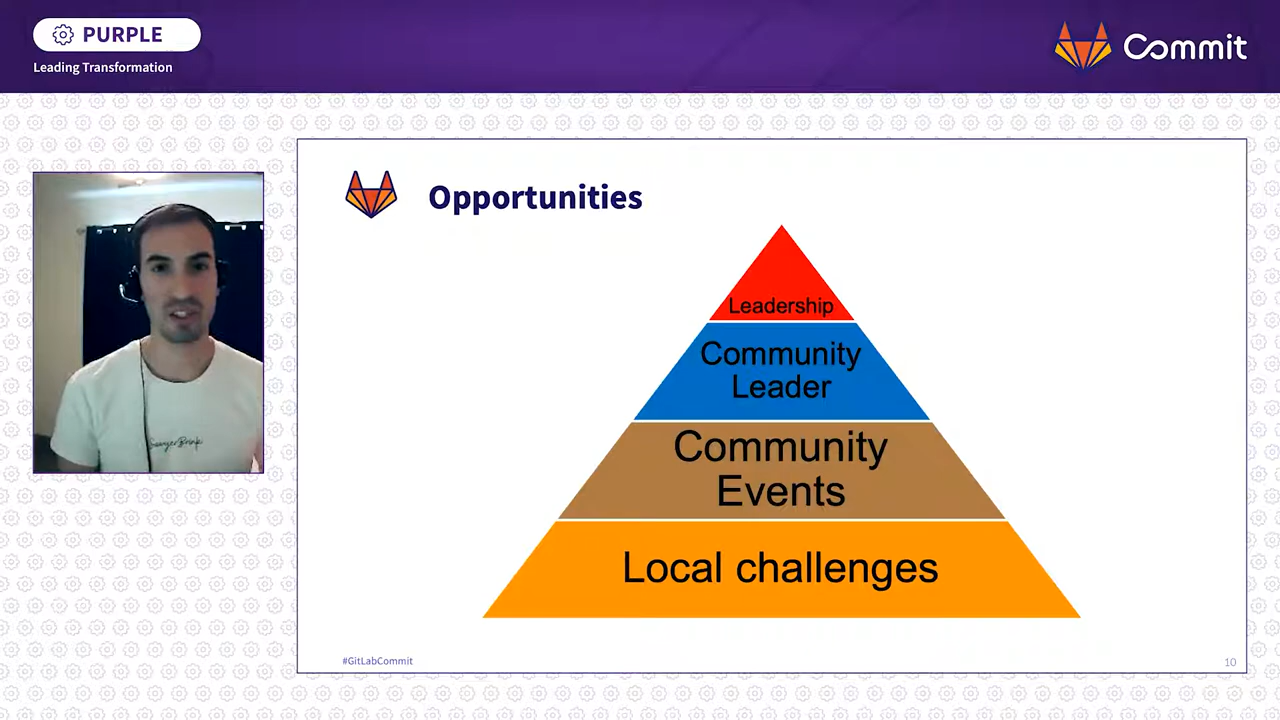 PURPLE
Leading Transformation
Commit
Opportunities
Leadership
Community
Leader
Community
Events
Local challenges
#GitLabCommit
10